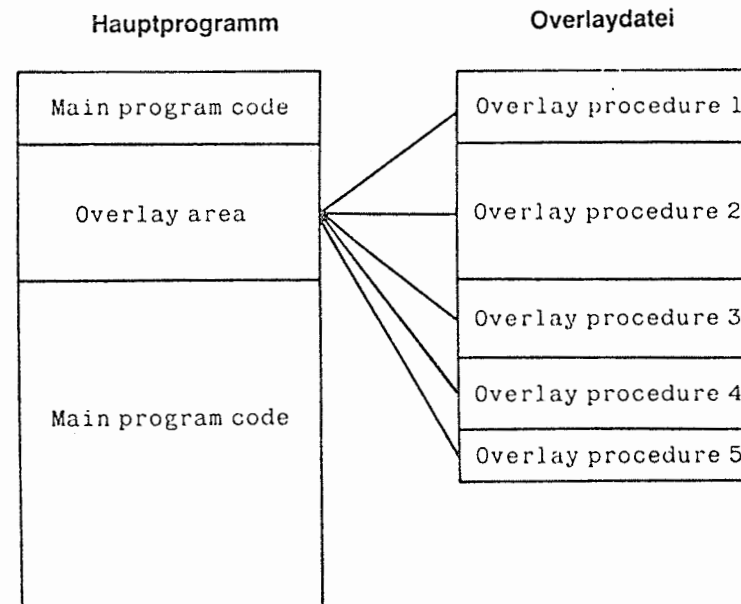 Hauptprogramm
Overlaydatei
Main program code
Overlay area
Main program code
Overlay procedure 1
Overlay procedure 2
Overlay procedure 3
Overlay procedure 4
Overlay procedure 5